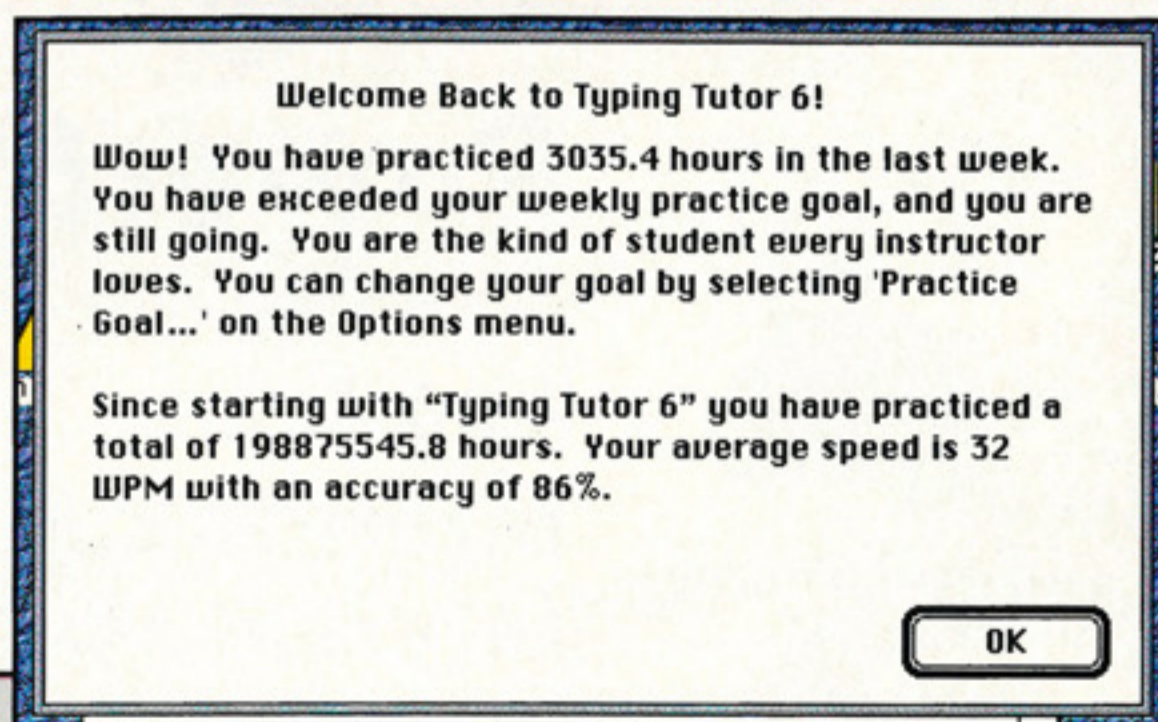 Welcome Back to Typing Tutor 6!
Wow!  You have practiced 3035.4 hours in the last week.
You have exceeded your weekly practice goal, and you are
still going.  You are the kind of student every instructor
loves.  You can change your goal by selecting 'Practice
Goal...' on the Options menu.
Since starting with “Typing Tutor 6” you have practiced a
total of 198875545.8 hours.  Your average speed is 32
WPM with an accuracy of 86%.
OK